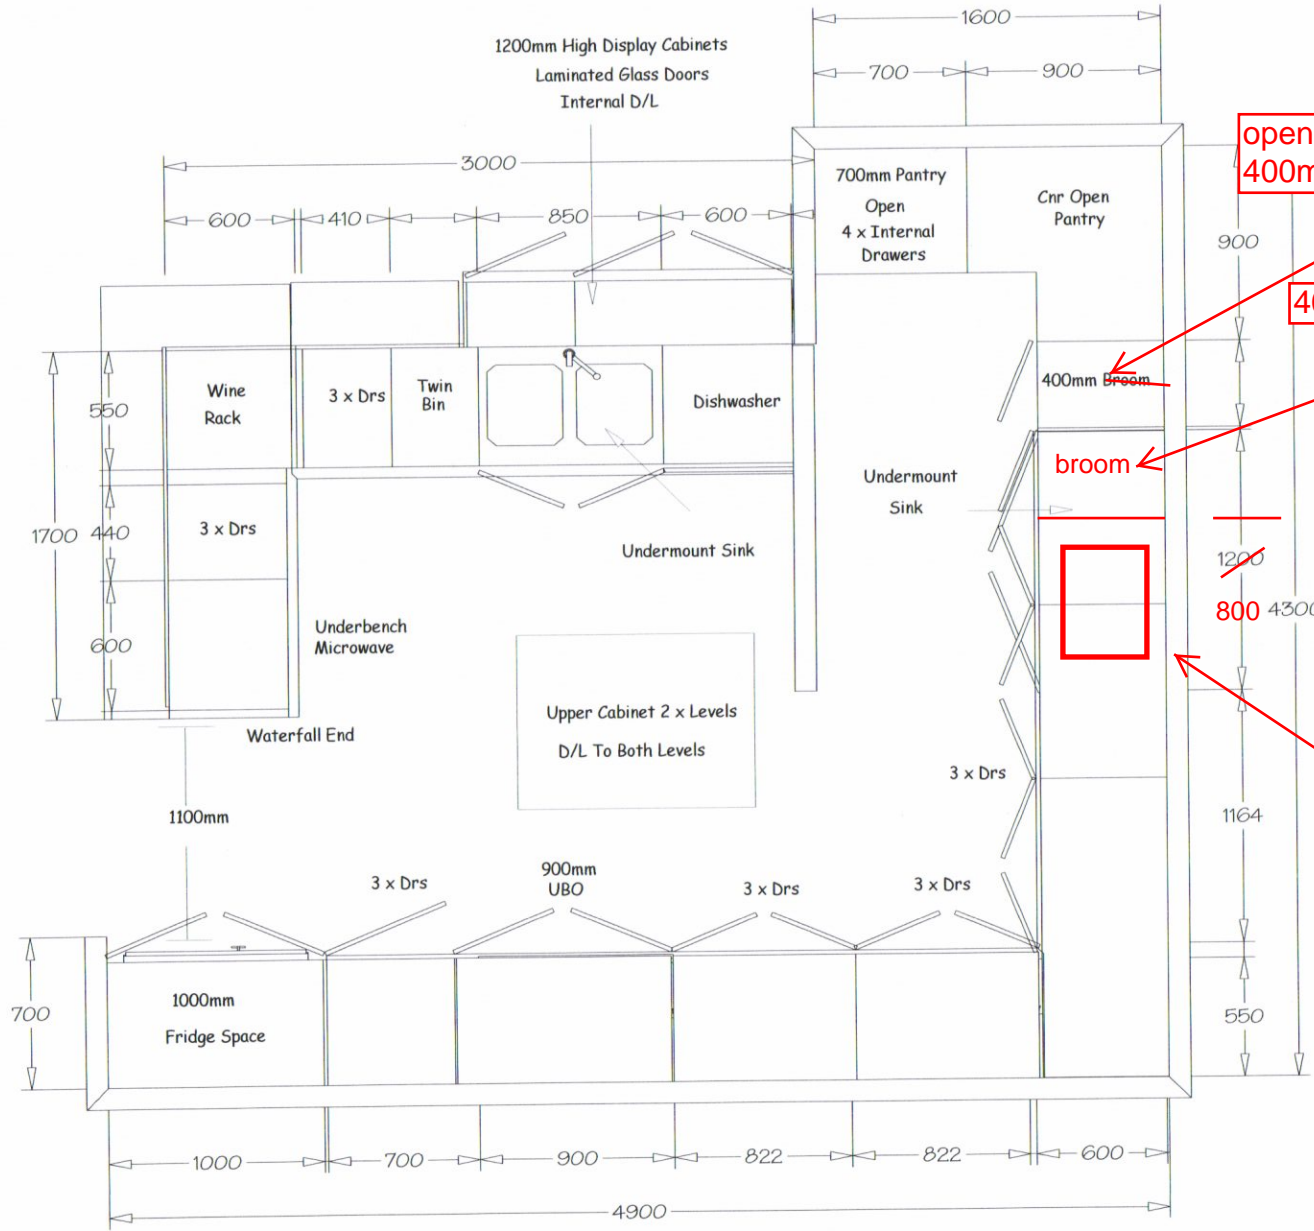 1600
1200mm High Display Cabinets
Laminated Glass Doors
Internal D/L
700
900
open
400m
3000
700mm Pantry
Open
4 x Internal
Drawers
Cnr Open
Pantry
600
410
850
600
900
40
Wine
Rack
3 x Drs
Twin
Bin
Dishwasher
400mm Broom
550
broom
Undermount
Sink
1700
440
3 x Drs
Undermount Sink
1200
800
4300
600
Underbench
Microwave
Upper Cabinet 2 x Levels
D/L To Both Levels
Waterfall End
3 x Drs
1100mm
1164
3 x Drs
900mm
UBO
3 x Drs
3 x Drs
700
1000mm
Fridge Space
550
1000
700
900
822
822
600
4900